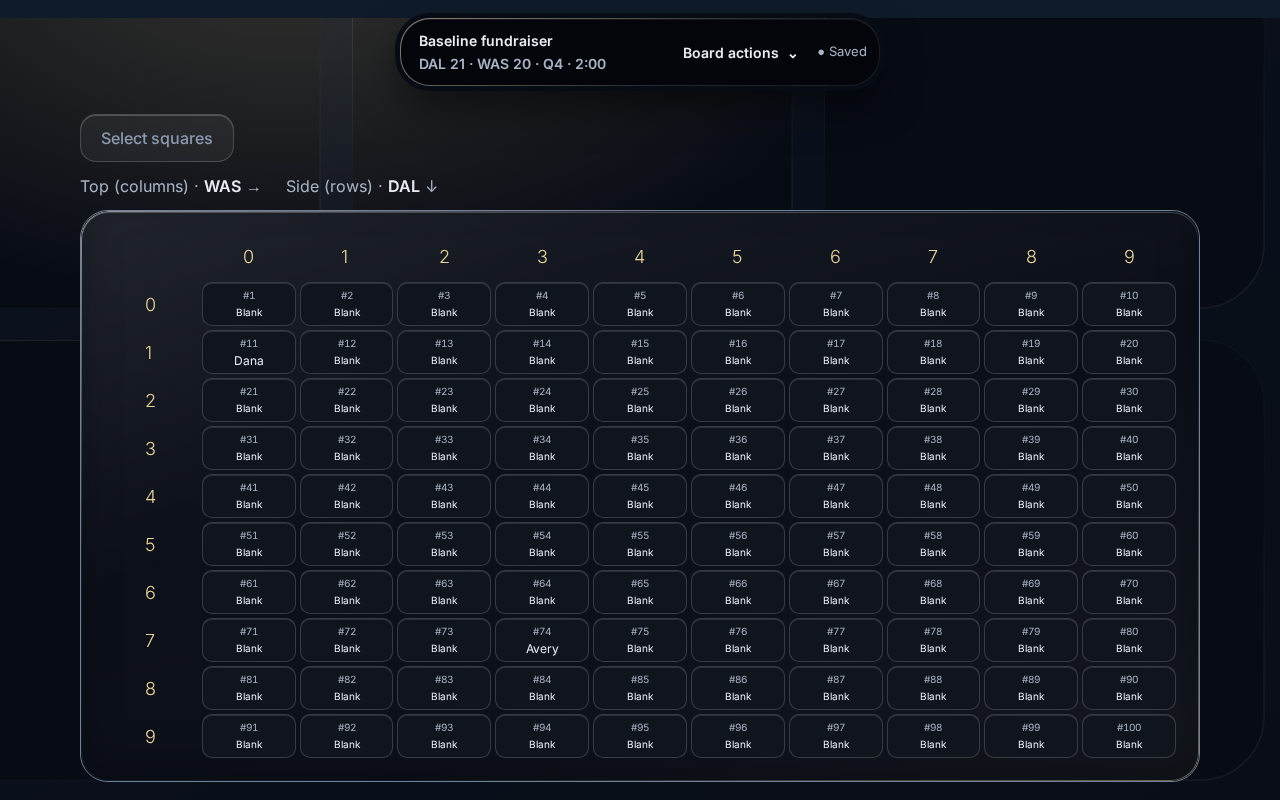 Baseline fundraiser
DAL 21 · WAS 20 · Q4 · 2:00
Board actions ⌄ • Saved
Select squares
Top (columns) · WAS → Side (rows) · DAL ↓
0 1 2 3 4 5 6 7 8 9
0 #1 #2 #3 #4 #5 #6 #7 #8 #9 #10
Blank Blank Blank Blank Blank Blank Blank Blank Blank Blank
1 #11 #12 #13 #14 #15 #16 #17 #18 #19 #20
Dana Blank Blank Blank Blank Blank Blank Blank Blank Blank
2 #21 #22 #23 #24 #25 #26 #27 #28 #29 #30
Blank Blank Blank Blank Blank Blank Blank Blank Blank Blank
3 #31 #32 #33 #34 #35 #36 #37 #38 #39 #40
Blank Blank Blank Blank Blank Blank Blank Blank Blank Blank
4 #41 #42 #43 #44 #45 #46 #47 #48 #49 #50
Blank Blank Blank Blank Blank Blank Blank Blank Blank Blank
5 #51 #52 #53 #54 #55 #56 #57 #58 #59 #60
Blank Blank Blank Blank Blank Blank Blank Blank Blank Blank
6 #61 #62 #63 #64 #65 #66 #67 #68 #69 #70
Blank Blank Blank Blank Blank Blank Blank Blank Blank Blank
7 #71 #72 #73 #74 #75 #76 #77 #78 #79 #80
Blank Blank Blank Avery Blank Blank Blank Blank Blank Blank
8 #81 #82 #83 #84 #85 #86 #87 #88 #89 #90
Blank Blank Blank Blank Blank Blank Blank Blank Blank Blank
9 #91 #92 #93 #94 #95 #96 #97 #98 #99 #100
Blank Blank Blank Blank Blank Blank Blank Blank Blank Blank